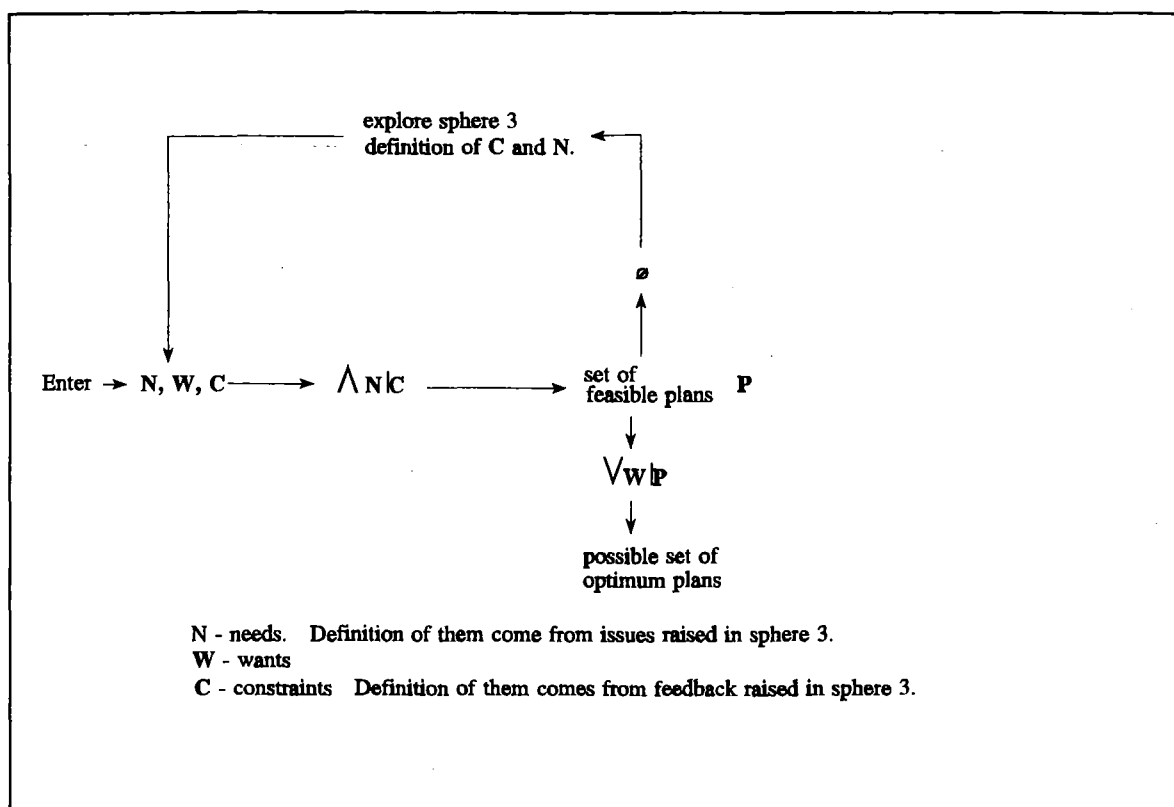 explore sphere 3
definition of C and N.
ø
Enter → N, W, C → ⋀ N|C → set of
feasible plans P
⋁ W|P
possible set of
optimum plans
N - needs. Definition of them come from issues raised in sphere 3.
W - wants
C - constraints Definition of them comes from feedback raised in sphere 3.